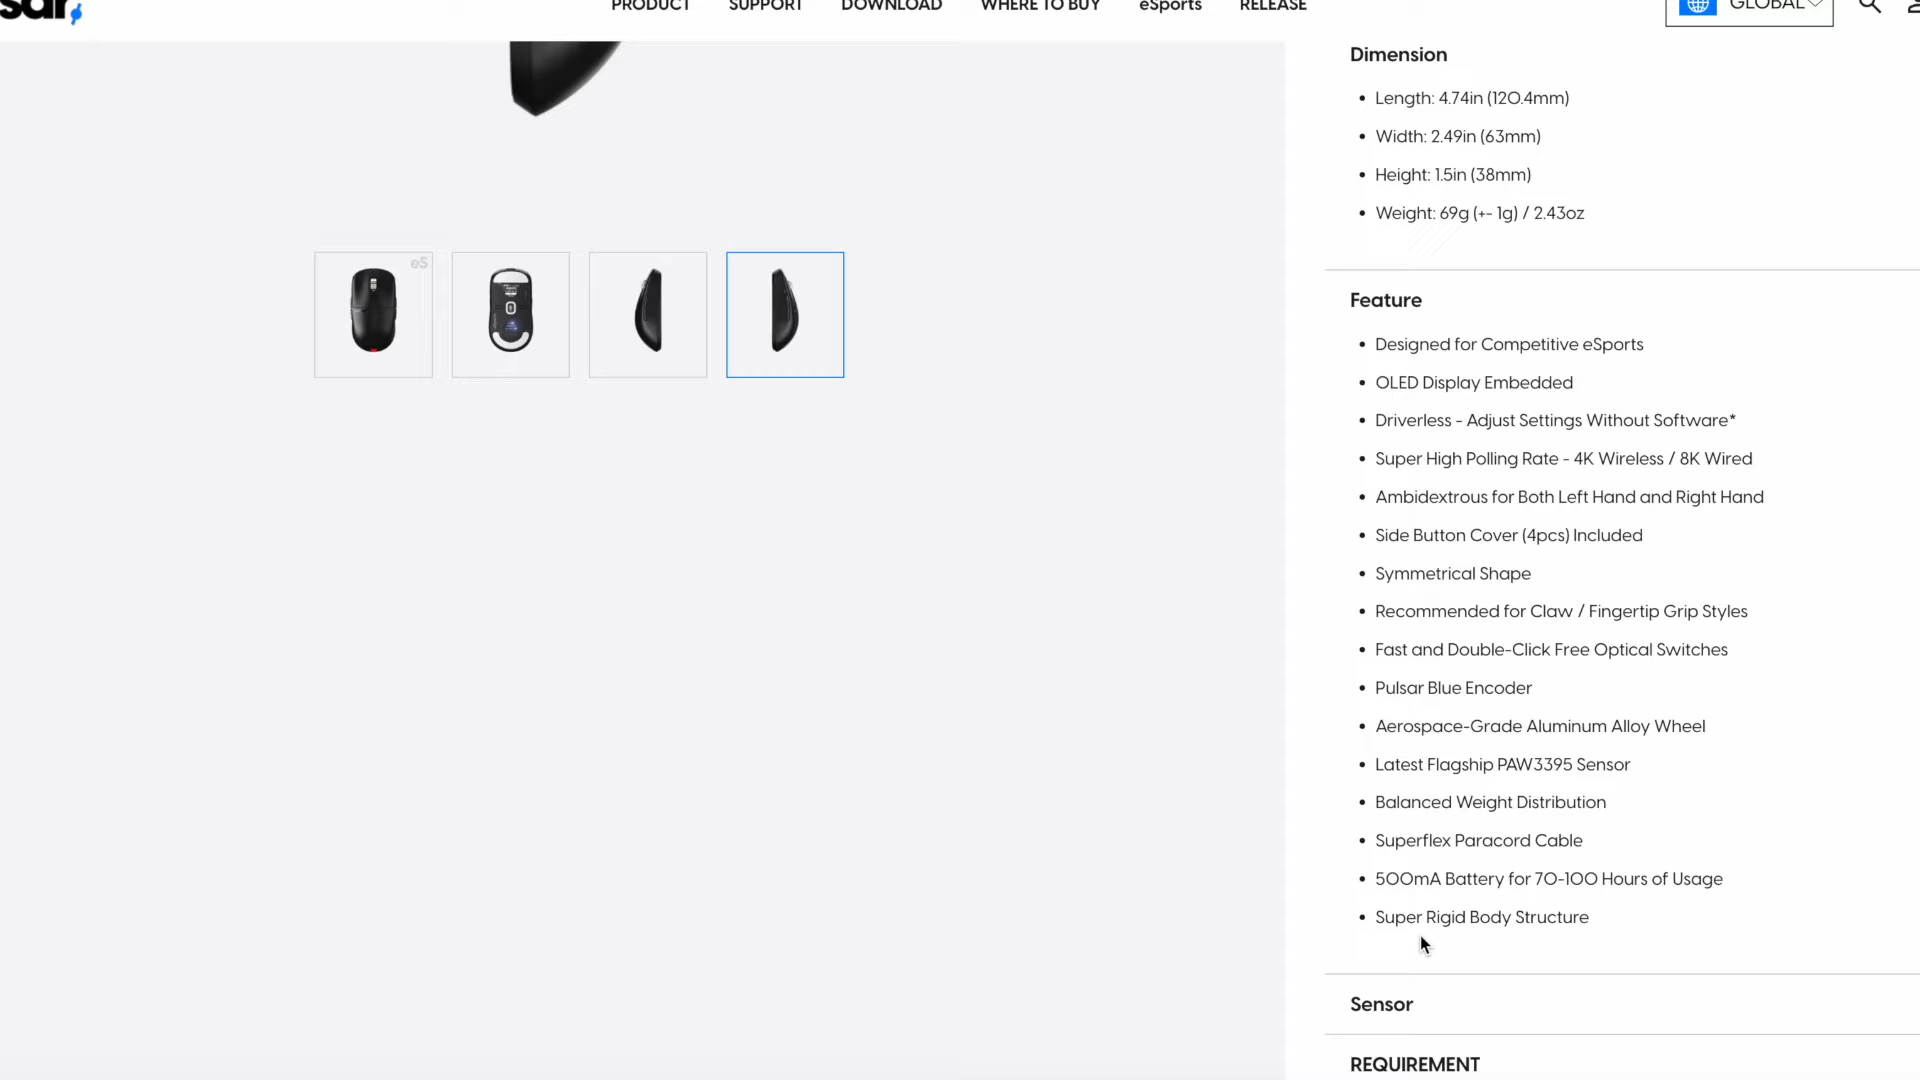 sar
PRODUCT SUPPORT DOWNLOAD WHERE TO BUY eSports RELEASE
GLOBAL
Dimension
• Length: 4.74in (120.4mm)
• Width: 2.49in (63mm)
• Height: 1.5in (38mm)
• Weight: 69g (+- 1g) / 2.43oz
eS
Feature
• Designed for Competitive eSports
• OLED Display Embedded
• Driverless - Adjust Settings Without Software*
• Super High Polling Rate - 4K Wireless / 8K Wired
• Ambidextrous for Both Left Hand and Right Hand
• Side Button Cover (4pcs) Included
• Symmetrical Shape
• Recommended for Claw / Fingertip Grip Styles
• Fast and Double-Click Free Optical Switches
• Pulsar Blue Encoder
• Aerospace-Grade Aluminum Alloy Wheel
• Latest Flagship PAW3395 Sensor
• Balanced Weight Distribution
• Superflex Paracord Cable
• 500mA Battery for 70-100 Hours of Usage
• Super Rigid Body Structure
Sensor
REQUIREMENT